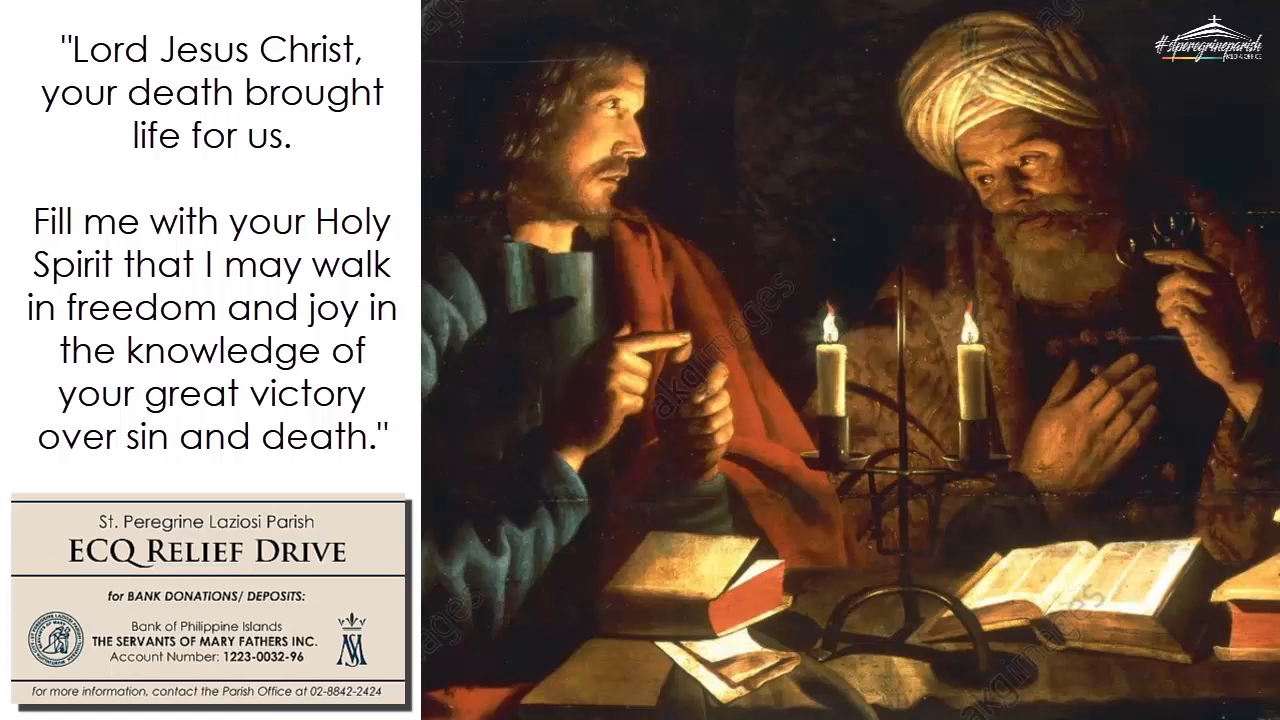 "Lord Jesus Christ,
your death brought
life for us.
Fill me with your Holy
Spirit that I may walk
in freedom and joy in
the knowledge of
your great victory
over sin and death."
St. Peregrine Laziosi Parish
ECQ RELIEF DRIVE
for BANK DONATIONS/ DEPOSITS:
Bank of Philippine Islands
THE SERVANTS OF MARY FATHERS INC.
Account Number: 1223-0032-96
for more information, contact the Parish Office at 02-8842-2424
#stperegrineparish
akgimages
akgimages